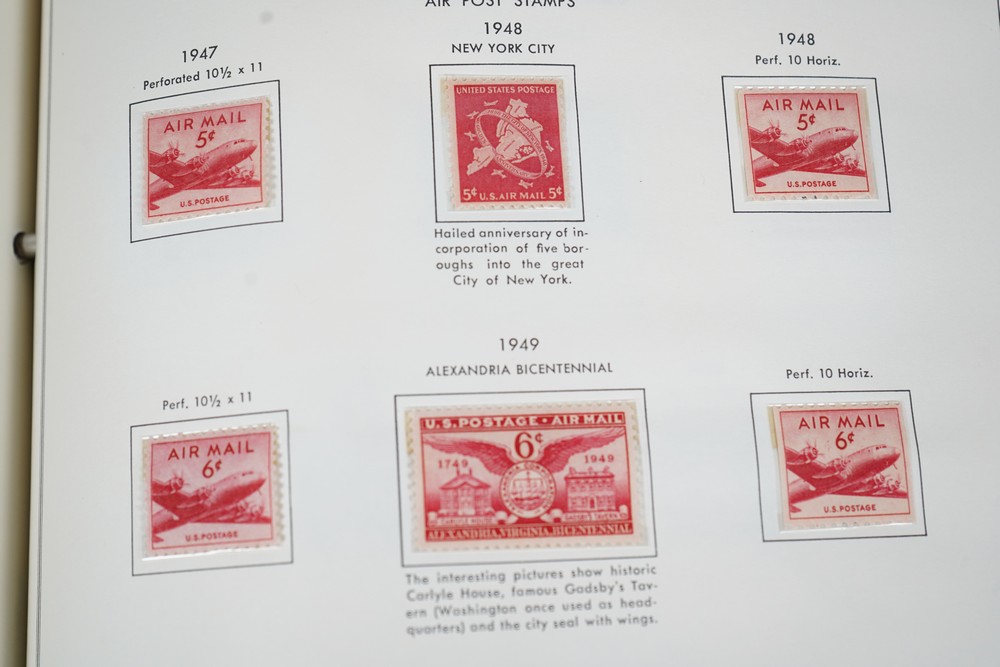 AIR POST STAMPS
1947
Perforated 10½ x 11
AIR MAIL
5¢
U.S. POSTAGE
1948
NEW YORK CITY
UNITED STATES POSTAGE
5¢ U.S. AIR MAIL 5¢
Hailed anniversary of in-
corporation of five bor-
oughs into the great
City of New York.
1948
Perf. 10 Horiz.
AIR MAIL
5¢
U.S. POSTAGE
Perf. 10½ x 11
AIR MAIL
6¢
U.S. POSTAGE
1949
ALEXANDRIA BICENTENNIAL
U.S. POSTAGE · AIR MAIL
6¢
1749 1949
CARLYLE HOUSE GADSBY TAVERN
ALEXANDRIA, VIRGINIA, BICENTENNIAL
The interesting pictures show historic
Carlyle House, famous Gadsby's Tav-
ern (Washington once used as head-
quarters) and the city seal with wings.
Perf. 10 Horiz.
AIR MAIL
6¢
U.S. POSTAGE